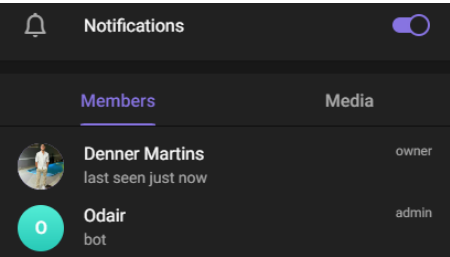 Notifications
Members Media
Denner Martins owner
last seen just now
O Odair admin
bot